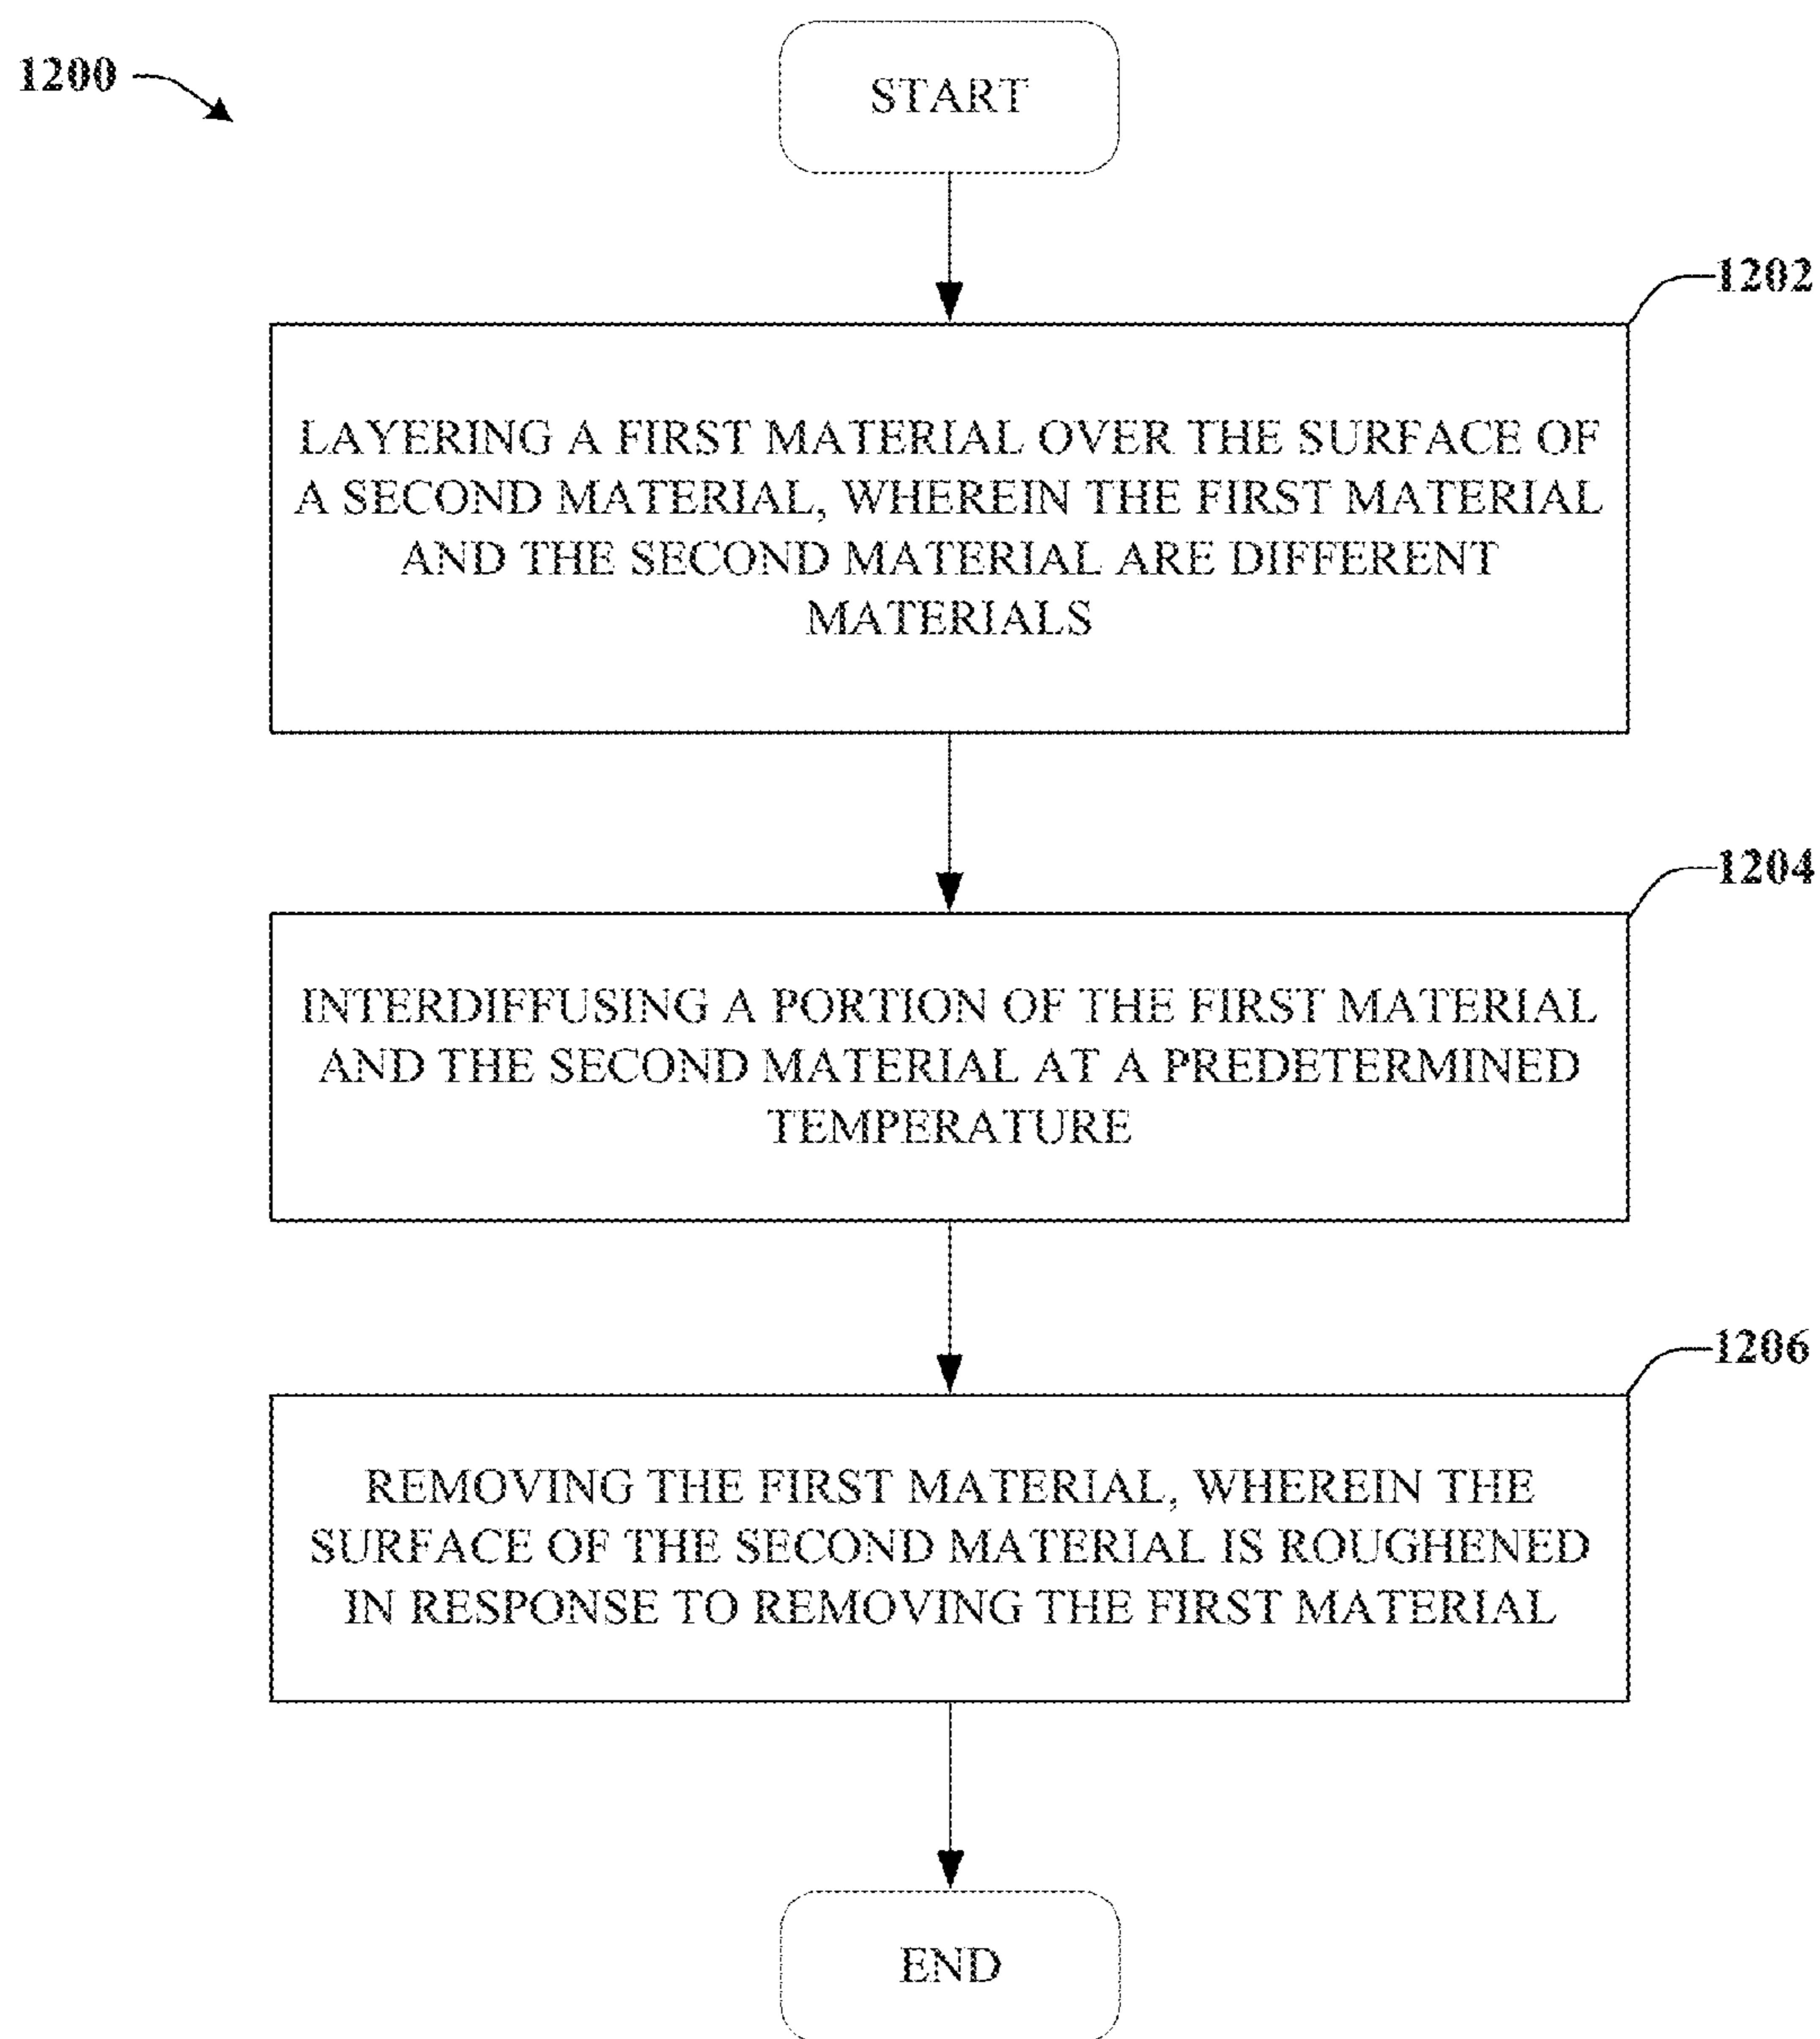 1200
START
1202
LAYERING A FIRST MATERIAL OVER THE SURFACE OF
A SECOND MATERIAL, WHEREIN THE FIRST MATERIAL
AND THE SECOND MATERIAL ARE DIFFERENT
MATERIALS
1204
INTERDIFFUSING A PORTION OF THE FIRST MATERIAL
AND THE SECOND MATERIAL AT A PREDETERMINED
TEMPERATURE
1206
REMOVING THE FIRST MATERIAL, WHEREIN THE
SURFACE OF THE SECOND MATERIAL IS ROUGHENED
IN RESPONSE TO REMOVING THE FIRST MATERIAL
END